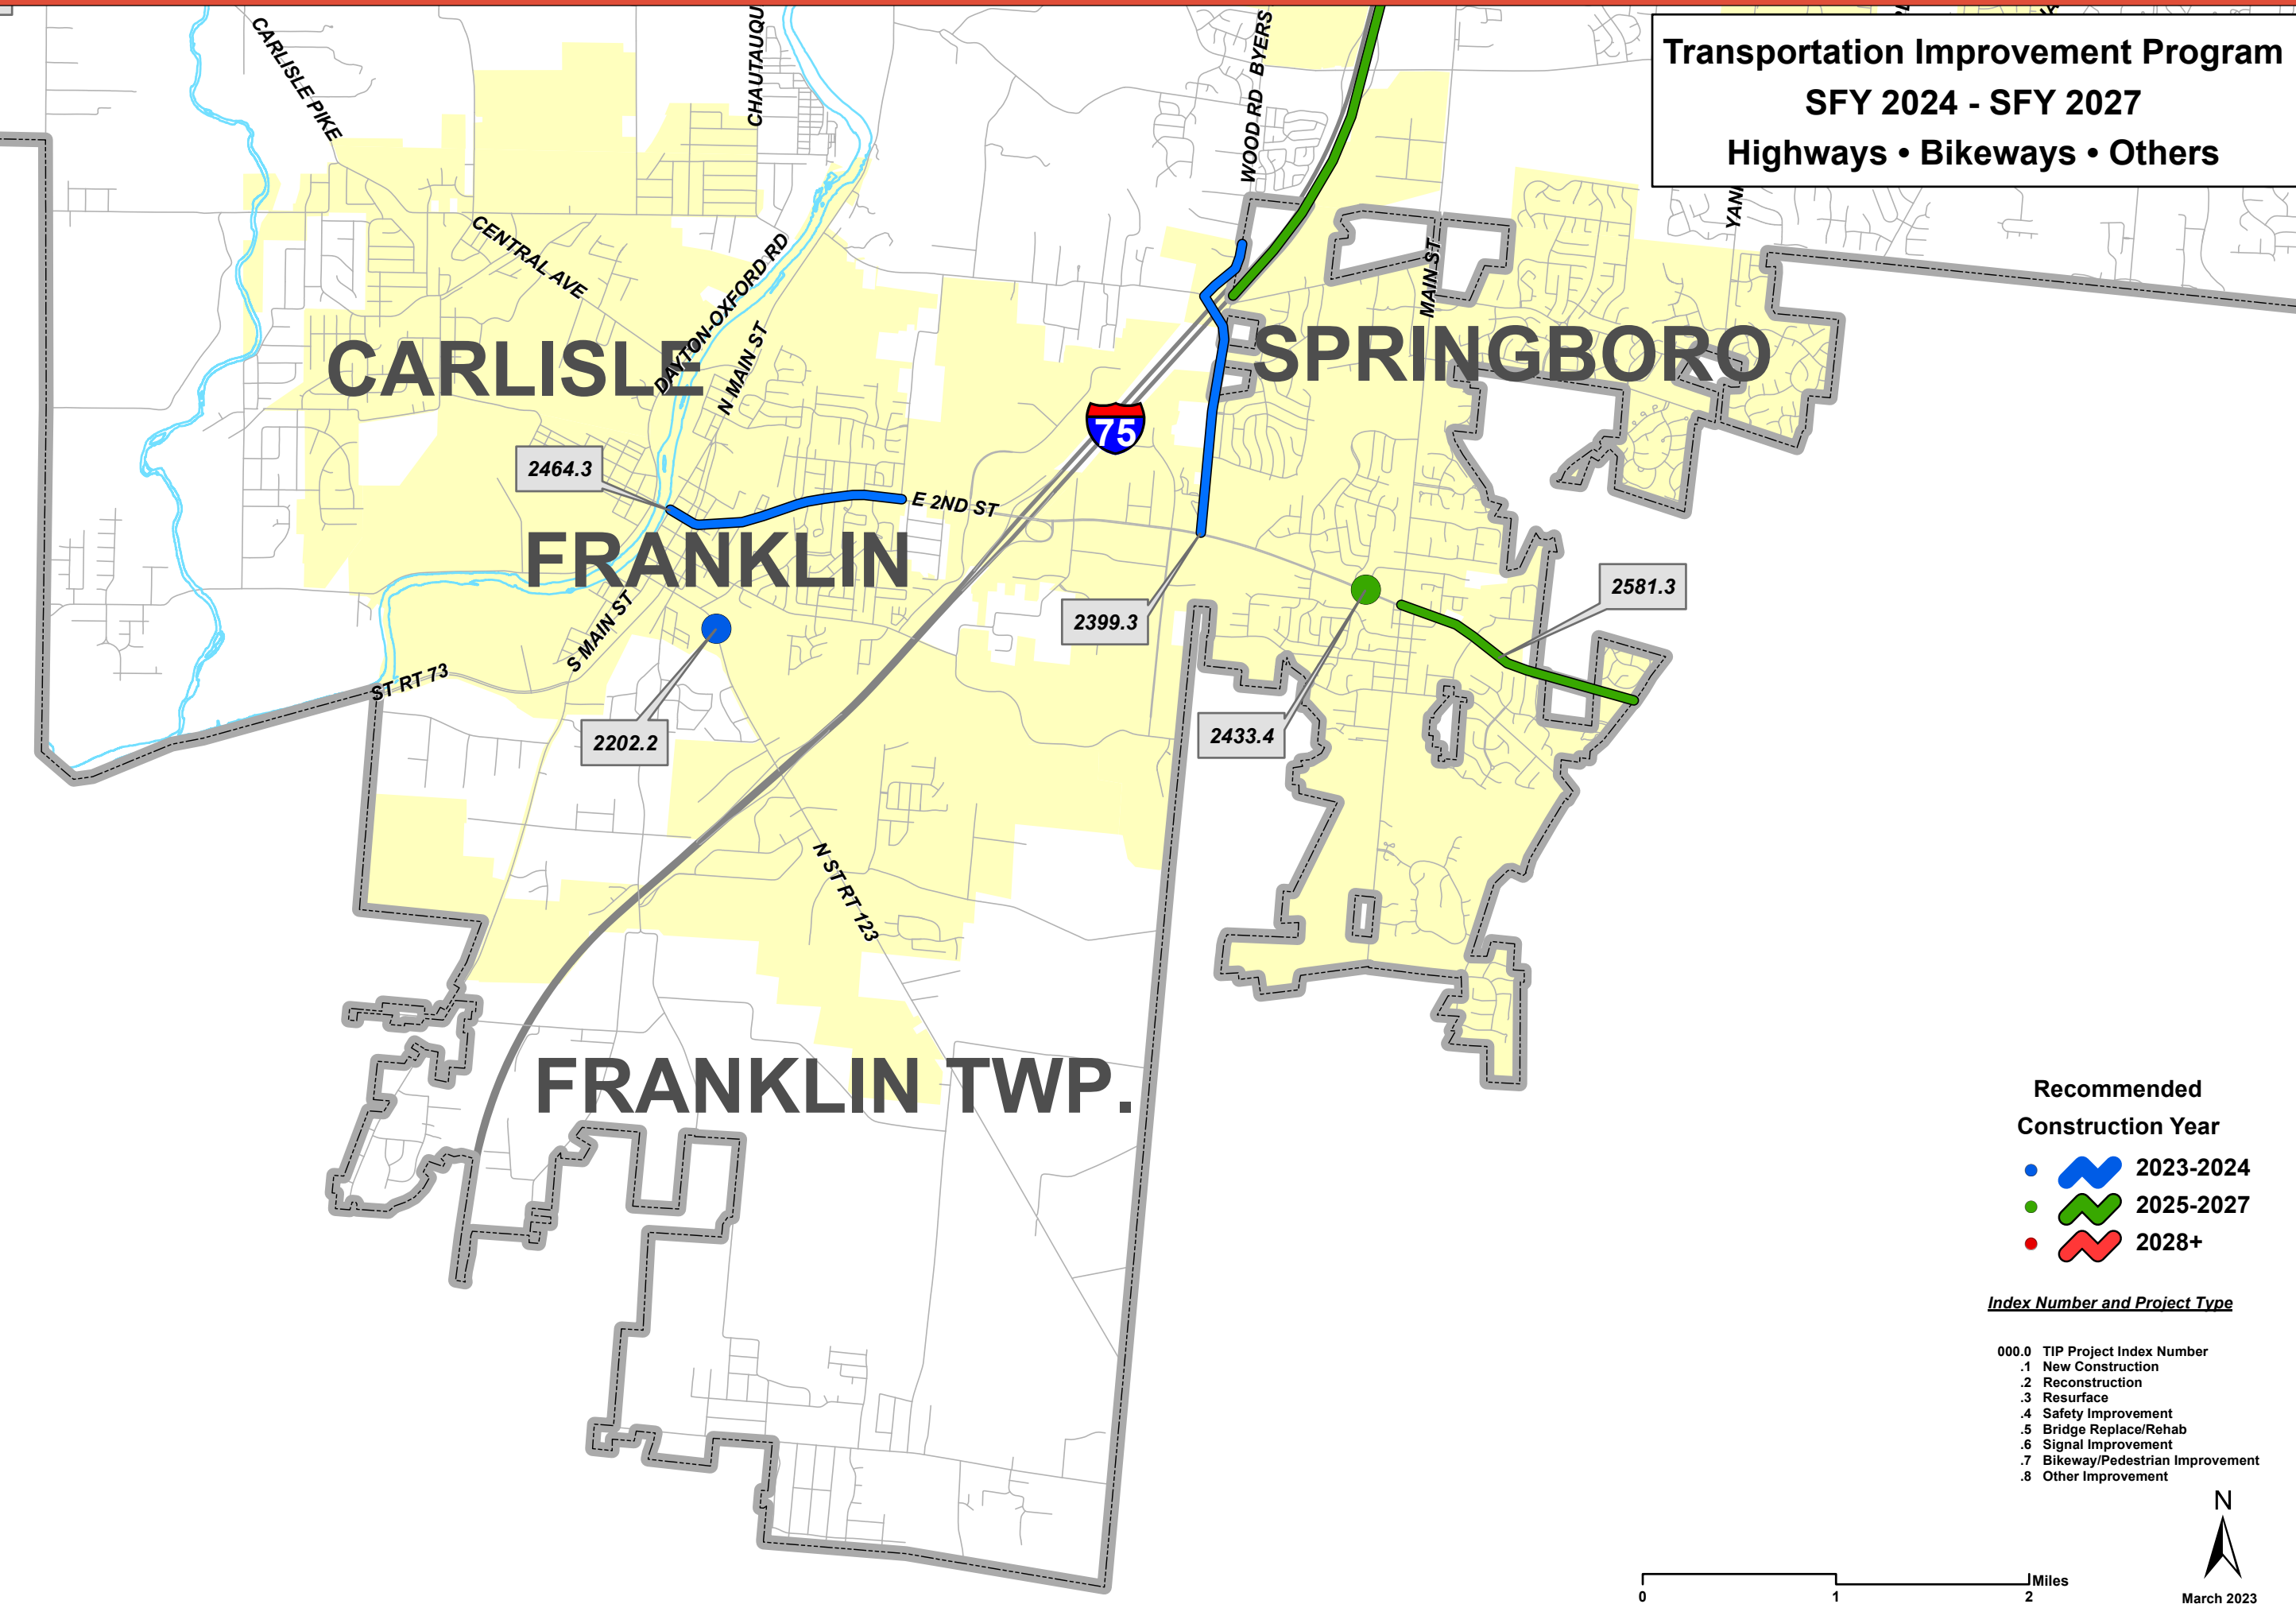 Transportation Improvement Program
SFY 2024 - SFY 2027
Highways • Bikeways • Others
CARLISLE PIKE
CHAUTAUQU
WOOD RD
BYERS
YAN
CENTRAL AVE
DAYTON-OXFORD RD
N MAIN ST
MAIN ST
CARLISLE
SPRINGBORO
75
2464.3
E 2ND ST
FRANKLIN
2399.3
2581.3
S MAIN ST
ST RT 73
2202.2
2433.4
N ST RT 123
FRANKLIN TWP.
Recommended
Construction Year
2023-2024
2025-2027
2028+
Index Number and Project Type
000.0 TIP Project Index Number
.1 New Construction
.2 Reconstruction
.3 Resurface
.4 Safety Improvement
.5 Bridge Replace/Rehab
.6 Signal Improvement
.7 Bikeway/Pedestrian Improvement
.8 Other Improvement
N
Miles
0 1 2
March 2023